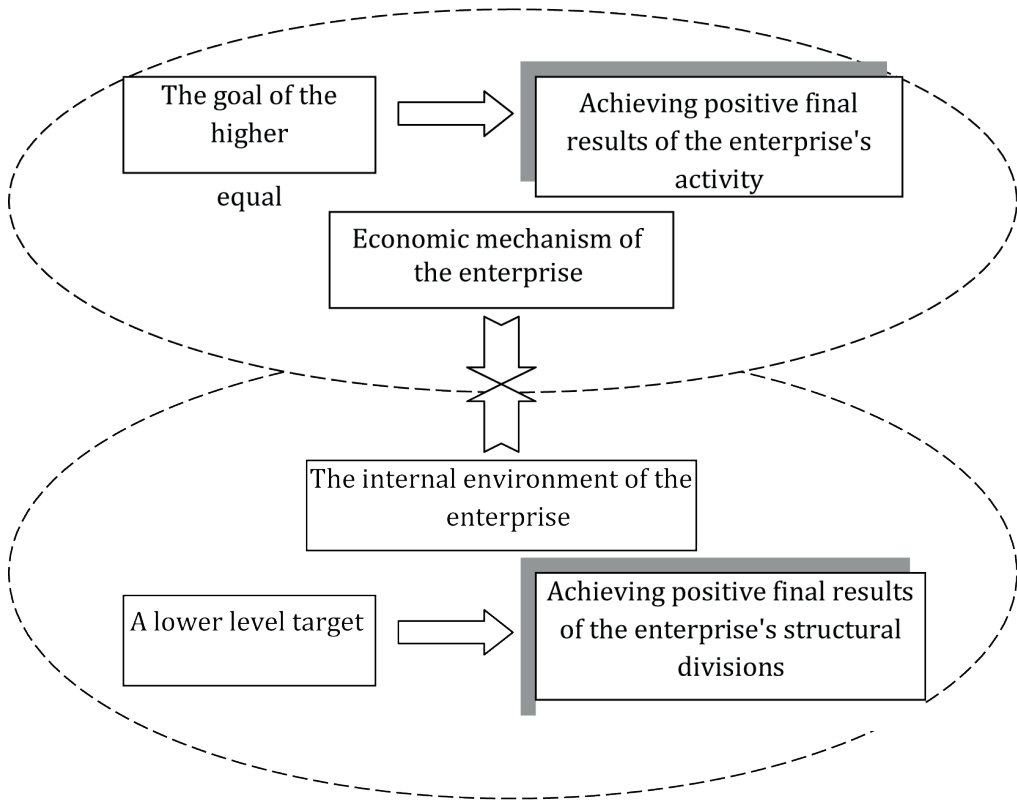 The goal of the
higher
equal
Achieving positive final
results of the enterprise's
activity
Economic mechanism of
the enterprise
The internal environment of the
enterprise
A lower level target
Achieving positive final results
of the enterprise's structural
divisions